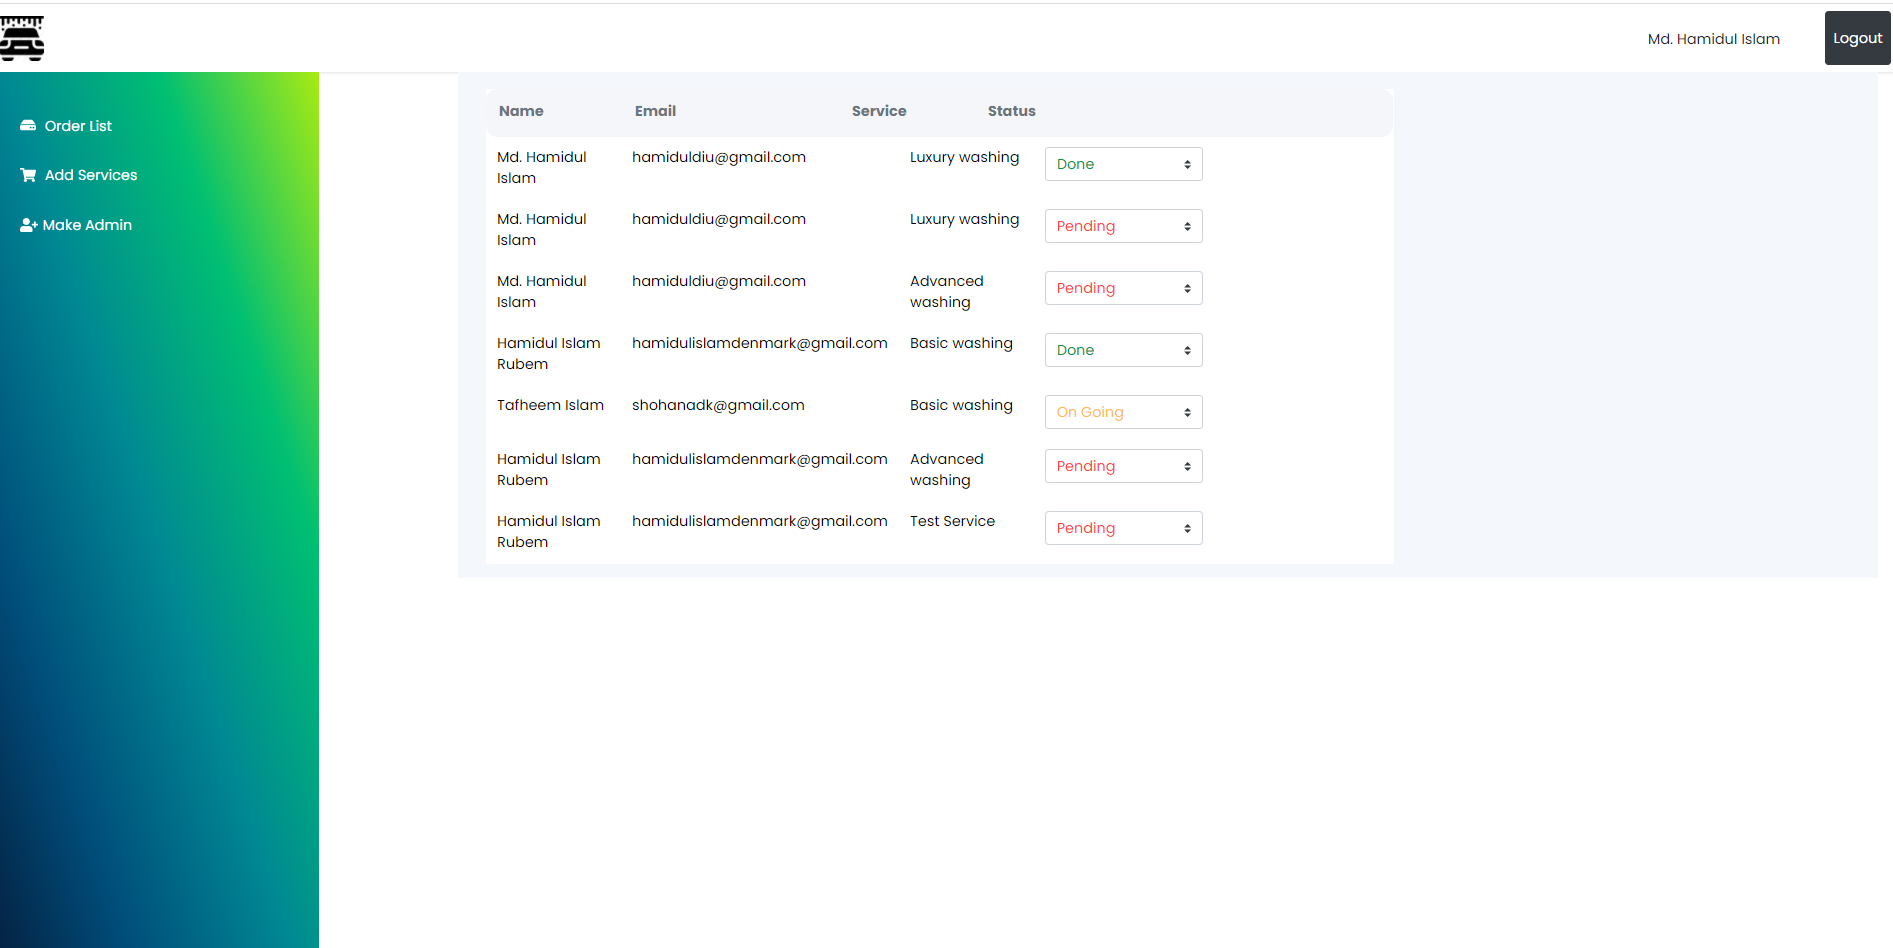 Md. Hamidul Islam
Logout
Order List
Add Services
Make Admin
Name Email Service Status
Md. Hamidul Islam hamiduldiu@gmail.com Luxury washing Done
Md. Hamidul Islam hamiduldiu@gmail.com Luxury washing Pending
Md. Hamidul Islam hamiduldiu@gmail.com Advanced washing Pending
Hamidul Islam Rubem hamidulislamdenmark@gmail.com Basic washing Done
Tafheem Islam shohanadk@gmail.com Basic washing On Going
Hamidul Islam Rubem hamidulislamdenmark@gmail.com Advanced washing Pending
Hamidul Islam Rubem hamidulislamdenmark@gmail.com Test Service Pending